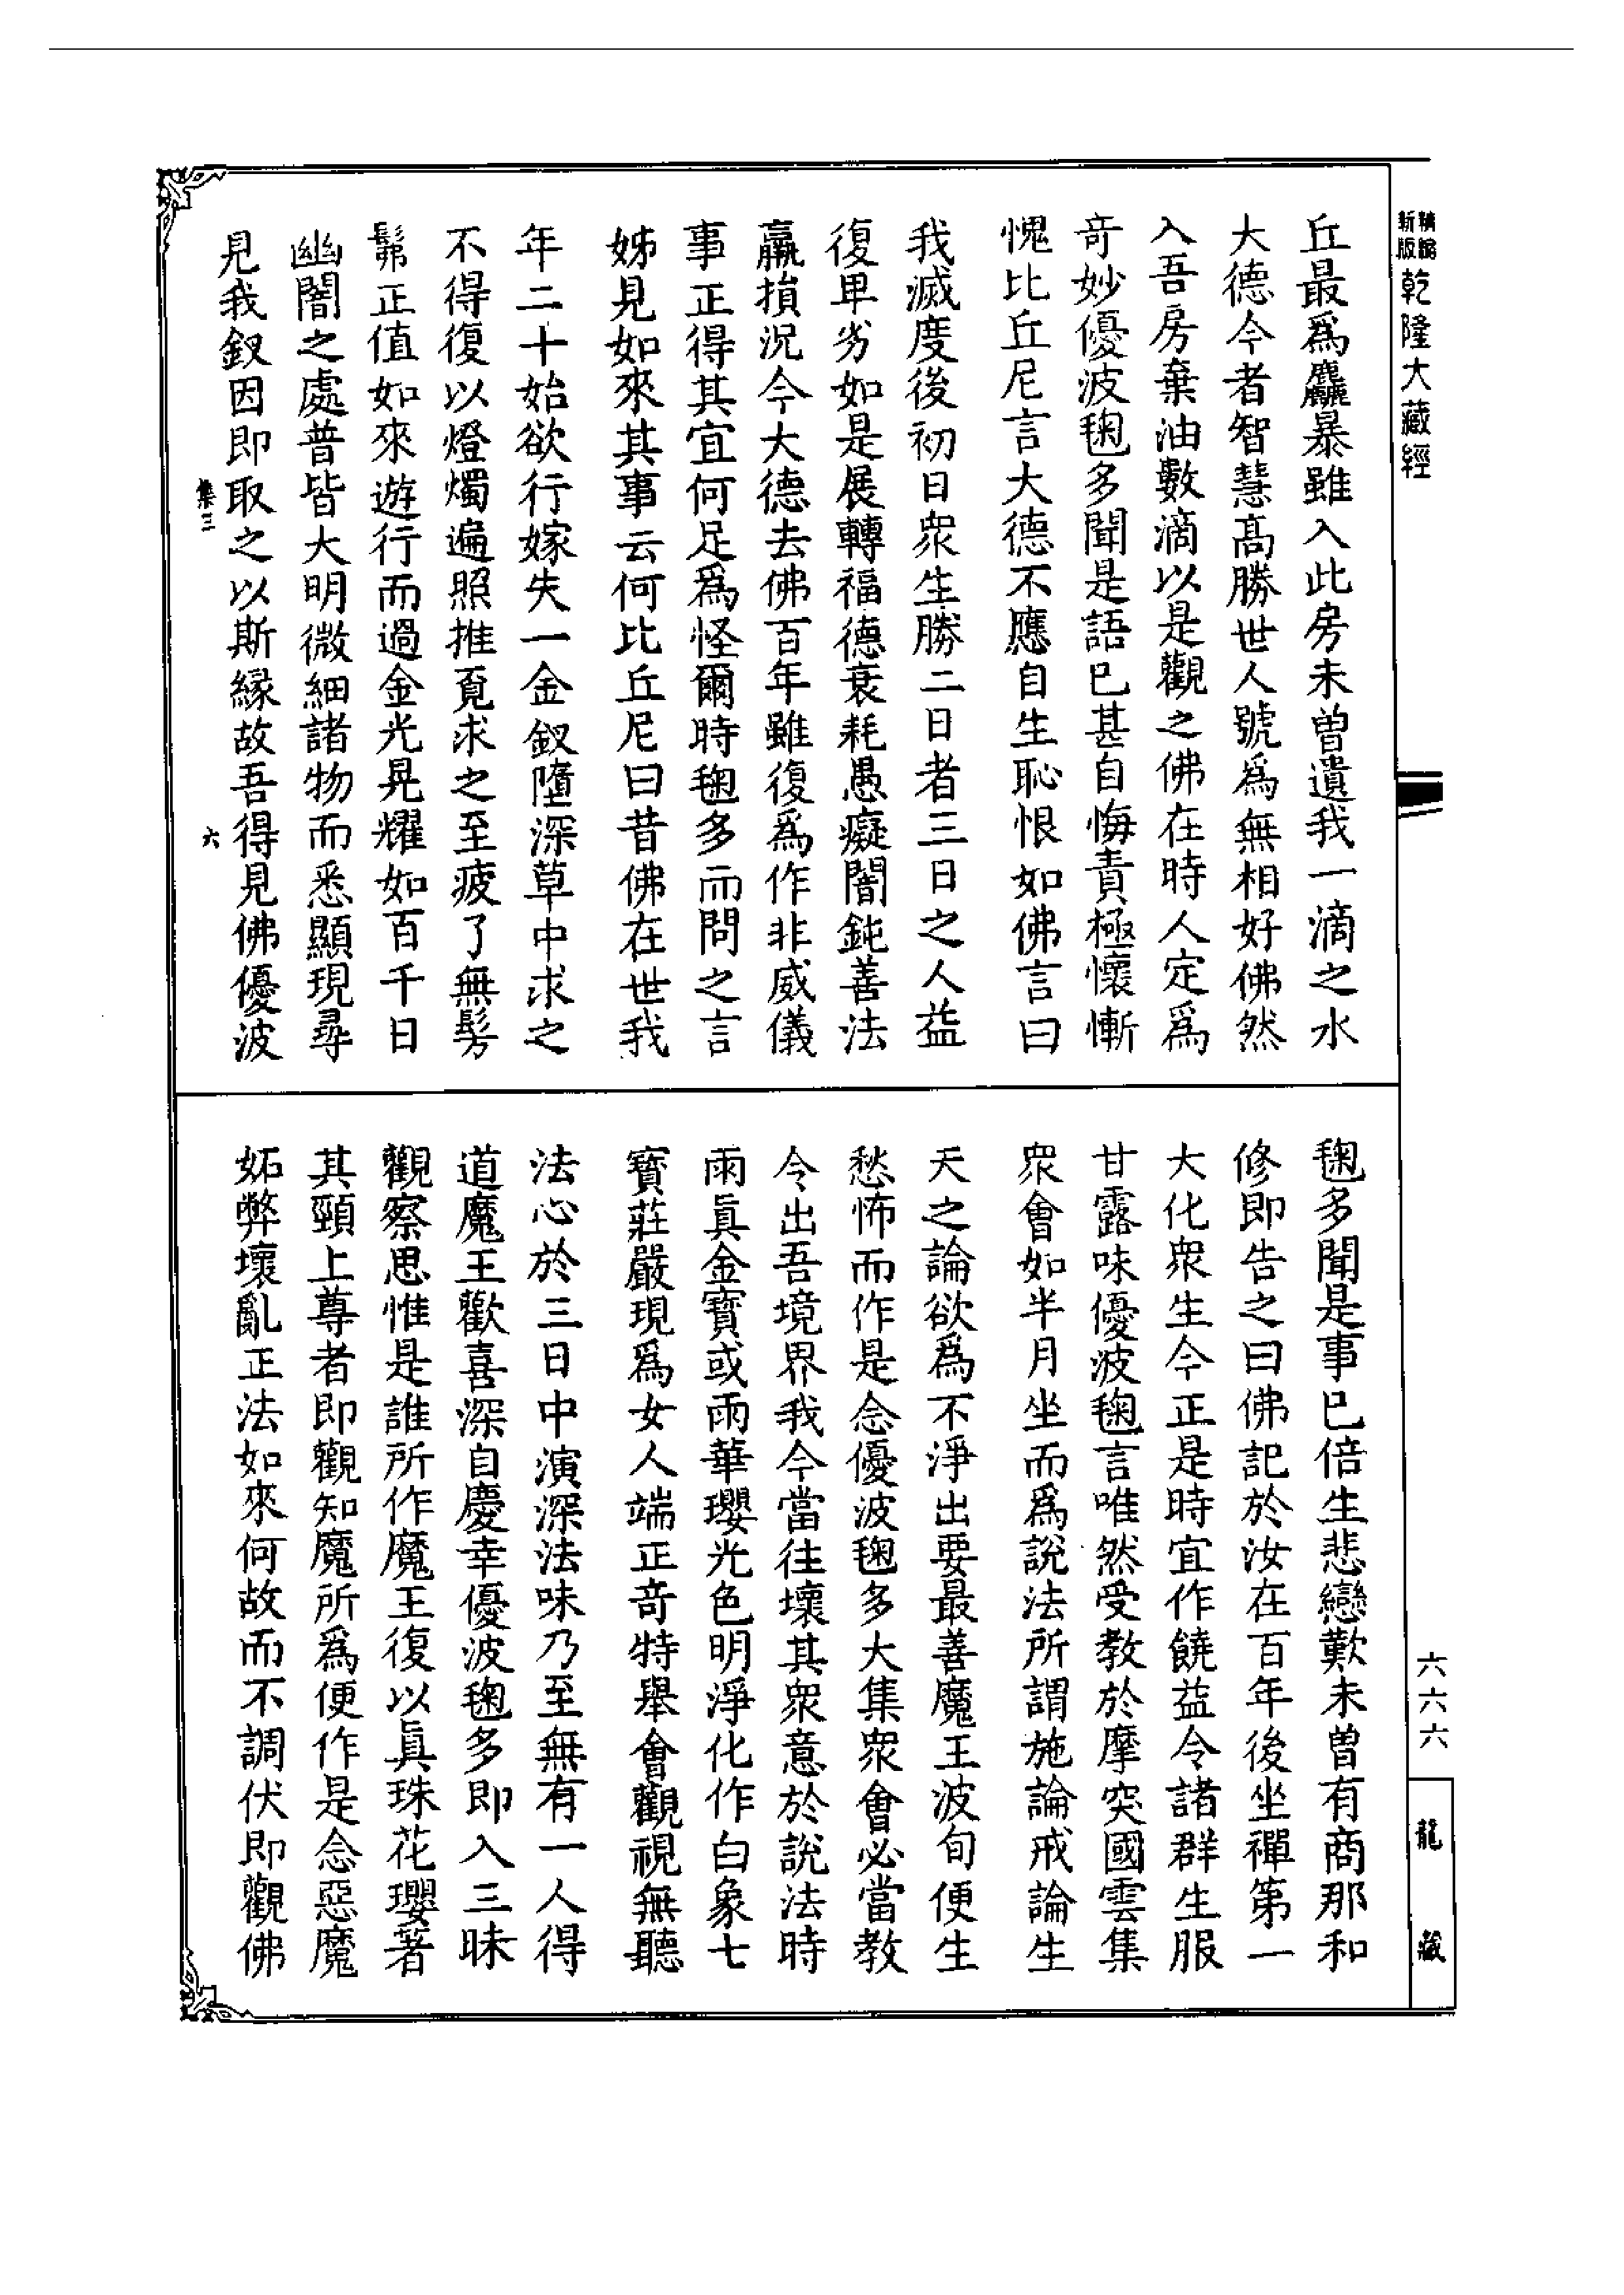 新版 精縮 乾隆大藏經
丘最爲麤暴雖入此房未曽遺我一滴之水
大德今者智慧髙勝世人號爲無相好佛然
入吾房棄油數滴以是觀之佛在時人定爲
竒妙優波毱多聞是語已甚自悔責極懷慚
愧比丘尼言大德不應自生恥恨如佛言曰
我滅度後初日衆生勝二日者三日之人益
復卑劣如是展轉福德衰耗愚癡闇鈍善法
羸損況今大德去佛百年雖復爲作非威儀
事正得其宜何足爲怪爾時毱多而問之言
姊見如來其事云何比丘尼曰昔佛在世我
年二十始欲行嫁失一金釵墮深草中求之
不得復以燈燭遍照推覓求之至疲了無髣
髴正值如來遊行而過金光晃耀如百千日
幽闇之處普皆大明微細諸物而悉顯現尋
見我釵因即取之以斯緣故吾得見佛優波
集三 六
毱多聞是事已倍生悲戀歎未曽有商那和
修即告之曰佛記於汝在百年後坐禪第一
大化衆生今正是時宜作饒益令諸群生服
甘露味優波毱言唯然受教於摩突國雲集
衆會如半月坐而爲說法所謂施論戒論生
天之論欲爲不淨出要最善魔王波旬便生
愁怖而作是念優波毱多大集衆會必當教
令出吾境界我今當往壞其衆意於說法時
雨眞金寶或雨華瓔光色明淨化作白象七
寶莊嚴現爲女人端正竒特舉會觀視無聽
法心於三日中演深法味乃至無有一人得
道魔王歡喜深自慶幸優波毱多即入三昧
觀察思惟是誰所作魔王復以眞珠花瓔著
其頸上尊者即觀知魔所爲便作是念惡魔
妬弊壞亂正法如來何故而不調伏即觀佛
六六六
龍藏